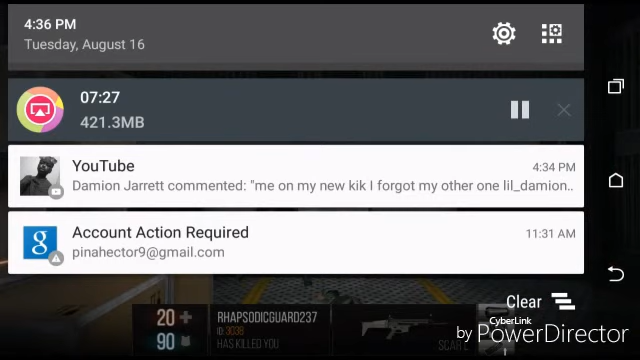 4:36 PM
Tuesday, August 16
07:27
421.3MB
YouTube 4:34 PM
Damion Jarrett commented: "me on my new kik I forgot my other one lil_damion..
g Account Action Required 11:31 AM
pinahector9@gmail.com
Clear
20 RHAPSODICGUARD237
ID: 3038
90 HAS KILLED YOU
CyberLink
by PowerDirector